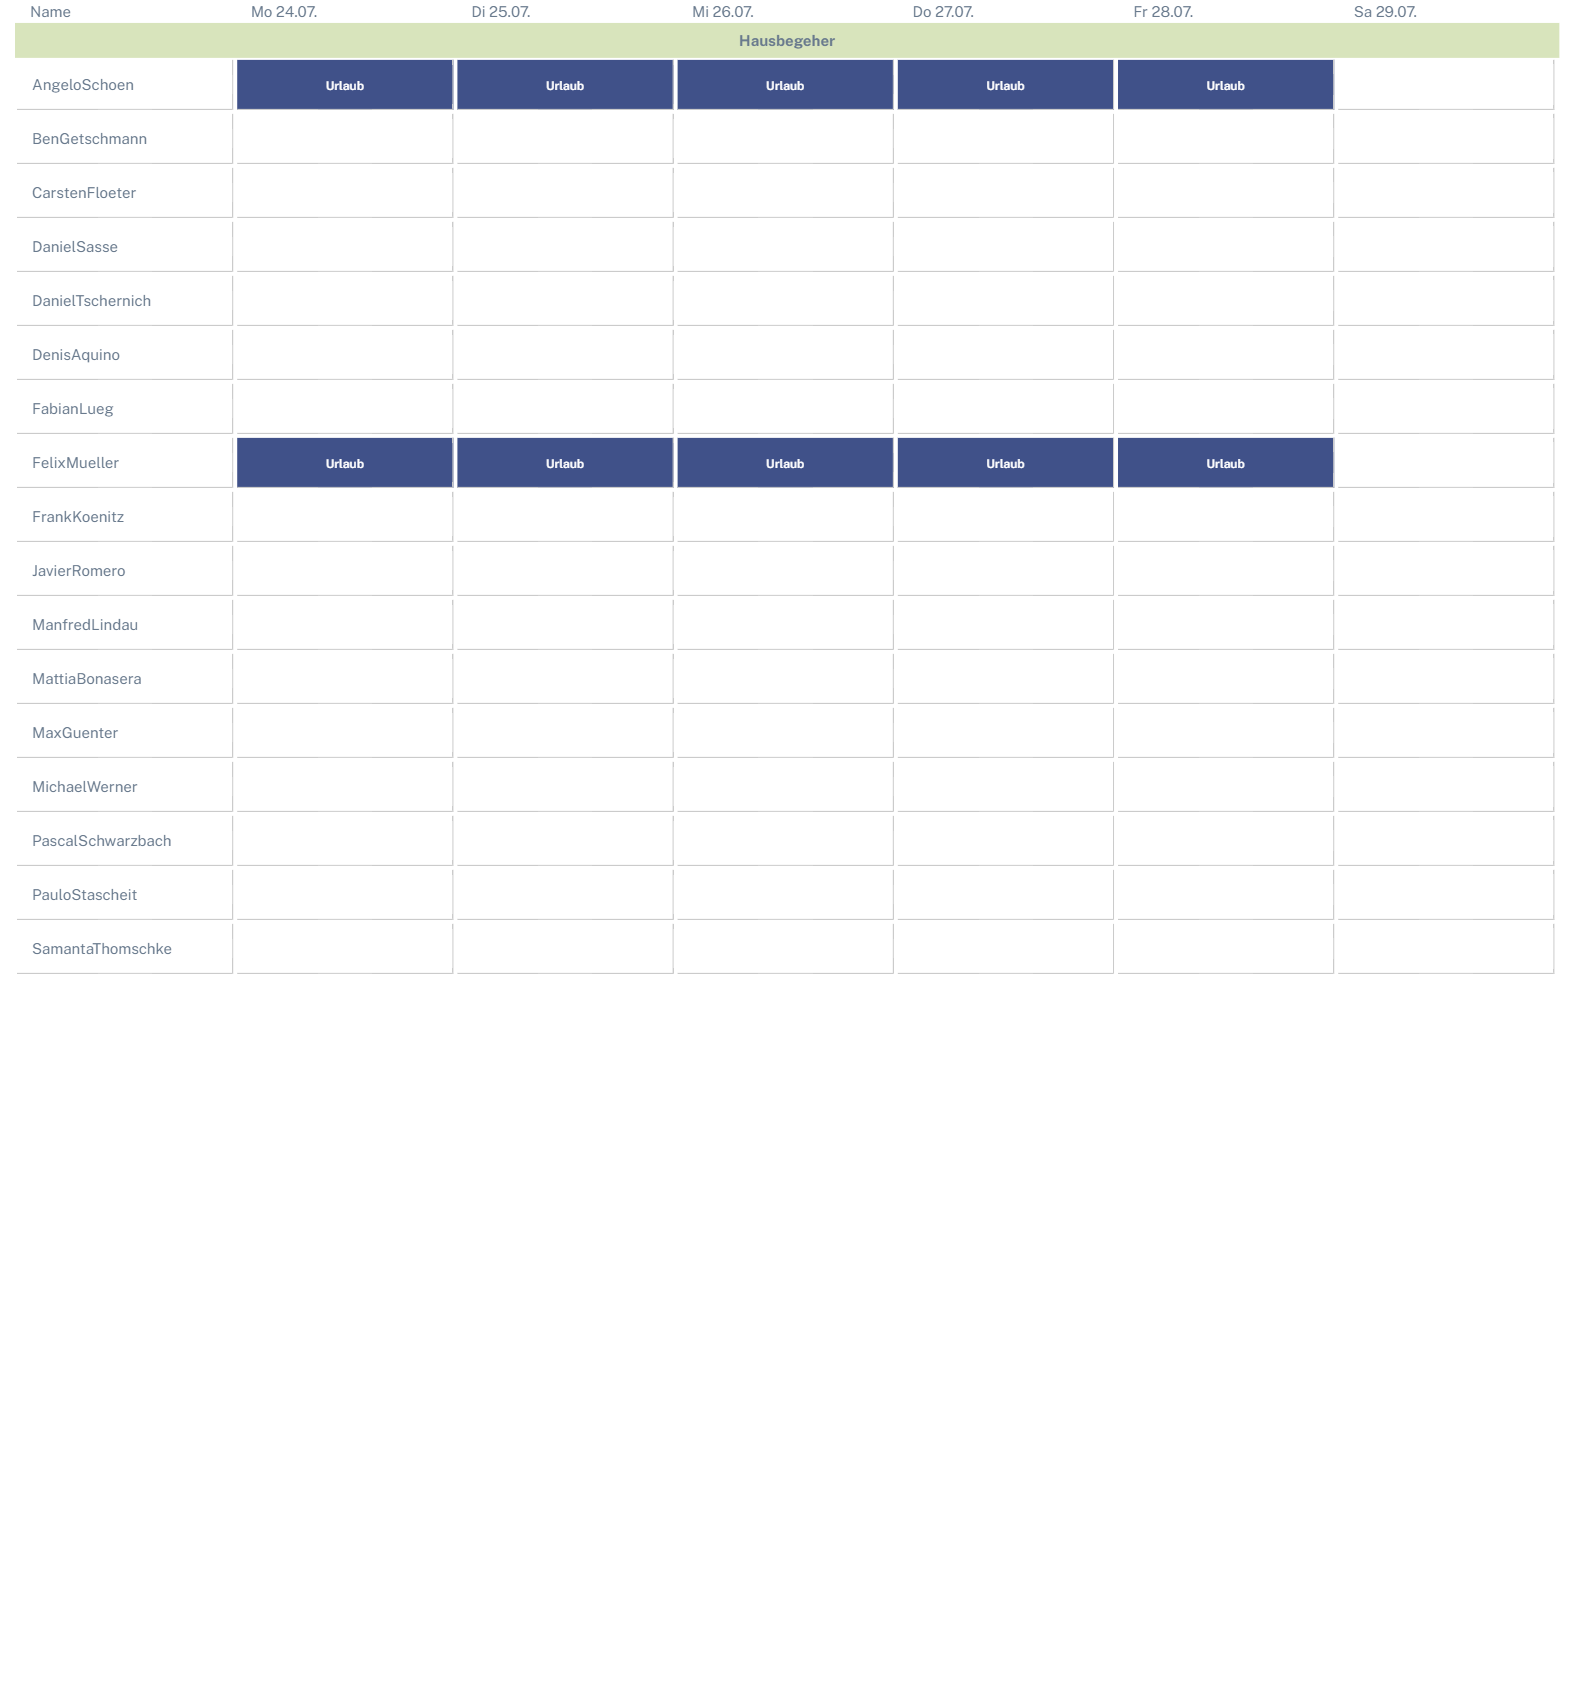 Name Mo 24.07. Di 25.07. Mi 26.07. Do 27.07. Fr 28.07. Sa 29.07.
Hausbegeher
AngeloSchoen Urlaub Urlaub Urlaub Urlaub Urlaub
BenGetschmann
CarstenFloeter
DanielSasse
DanielTschernich
DenisAquino
FabianLueg
FelixMueller Urlaub Urlaub Urlaub Urlaub Urlaub
FrankKoenitz
JavierRomero
ManfredLindau
MattiaBonasera
MaxGuenter
MichaelWerner
PascalSchwarzbach
PauloStascheit
SamantaThomschke